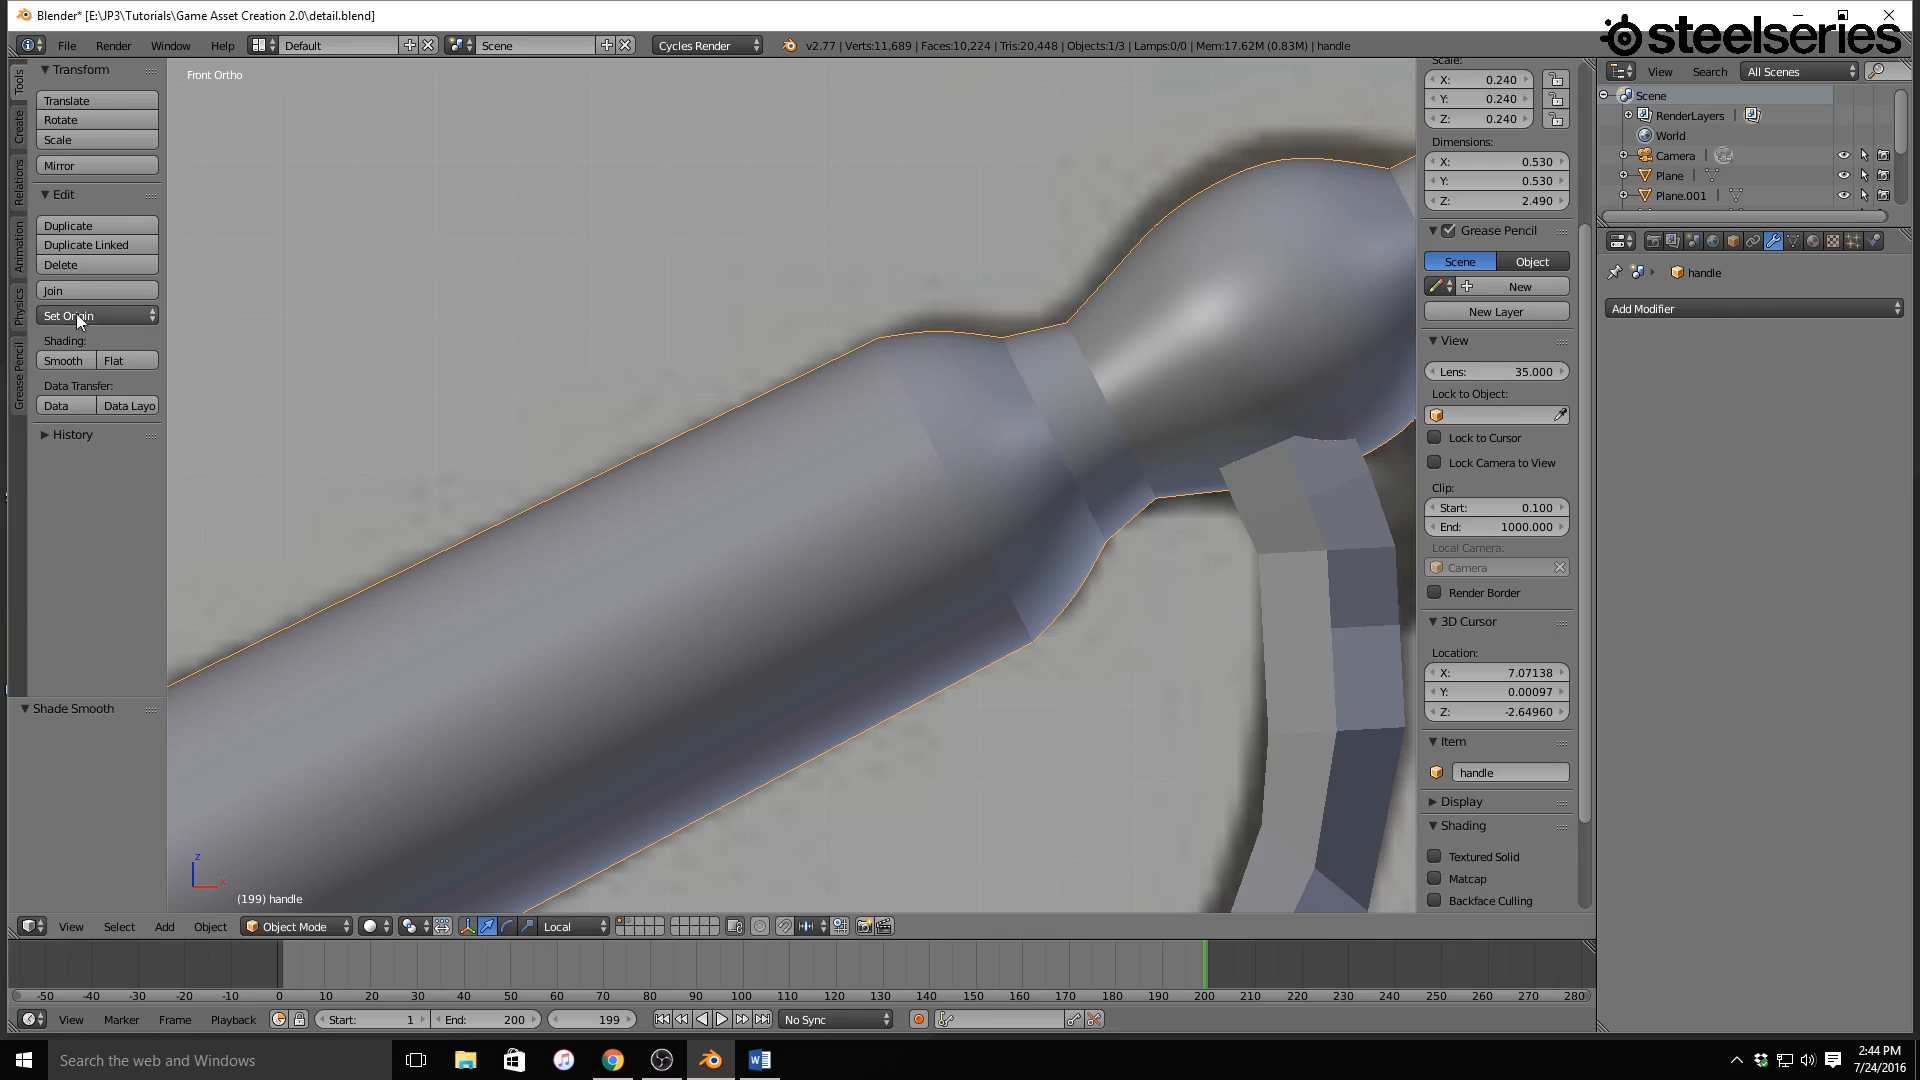 Blender* [E:\JP3\Tutorials\Game Asset Creation 2.0\detail.blend]
steelseries
File Render Window Help Default Scene Cycles Render v2.77 | Verts:11,689 | Faces:10,224 | Tris:20,448 | Objects:1/3 | Lamps:0/0 | Mem:17.62M (0.83M) | handle
Tools
Create
Relations
Animation
Physics
Grease Pencil
Transform
Translate
Rotate
Scale
Mirror
Edit
Duplicate
Duplicate Linked
Delete
Join
Set Origin
Shading:
Smooth Flat
Data Transfer:
Data Data Layo
History
Shade Smooth
Front Ortho
z
x
(199) handle
Scale:
X: 0.240
Y: 0.240
Z: 0.240
Dimensions:
X: 0.530
Y: 0.530
Z: 2.490
Grease Pencil
Scene Object
New
New Layer
View
Lens: 35.000
Lock to Object:
Lock to Cursor
Lock Camera to View
Clip:
Start: 0.100
End: 1000.000
Local Camera:
Camera
Render Border
3D Cursor
Location:
X: 7.07138
Y: 0.00097
Z: -2.64960
Item
handle
Display
Shading
Textured Solid
Matcap
Backface Culling
View Search All Scenes
Scene
RenderLayers
World
Camera
Plane
Plane.001
handle
Add Modifier
View Select Add Object Object Mode Local
-50 -40 -30 -20 -10 0 10 20 30 40 50 60 70 80 90 100 110 120 130 140 150 160 170 180 190 200 210 220 230 240 250 260 270 280
View Marker Frame Playback Start: 1 End: 200 199 No Sync
Search the web and Windows
2:44 PM
7/24/2016